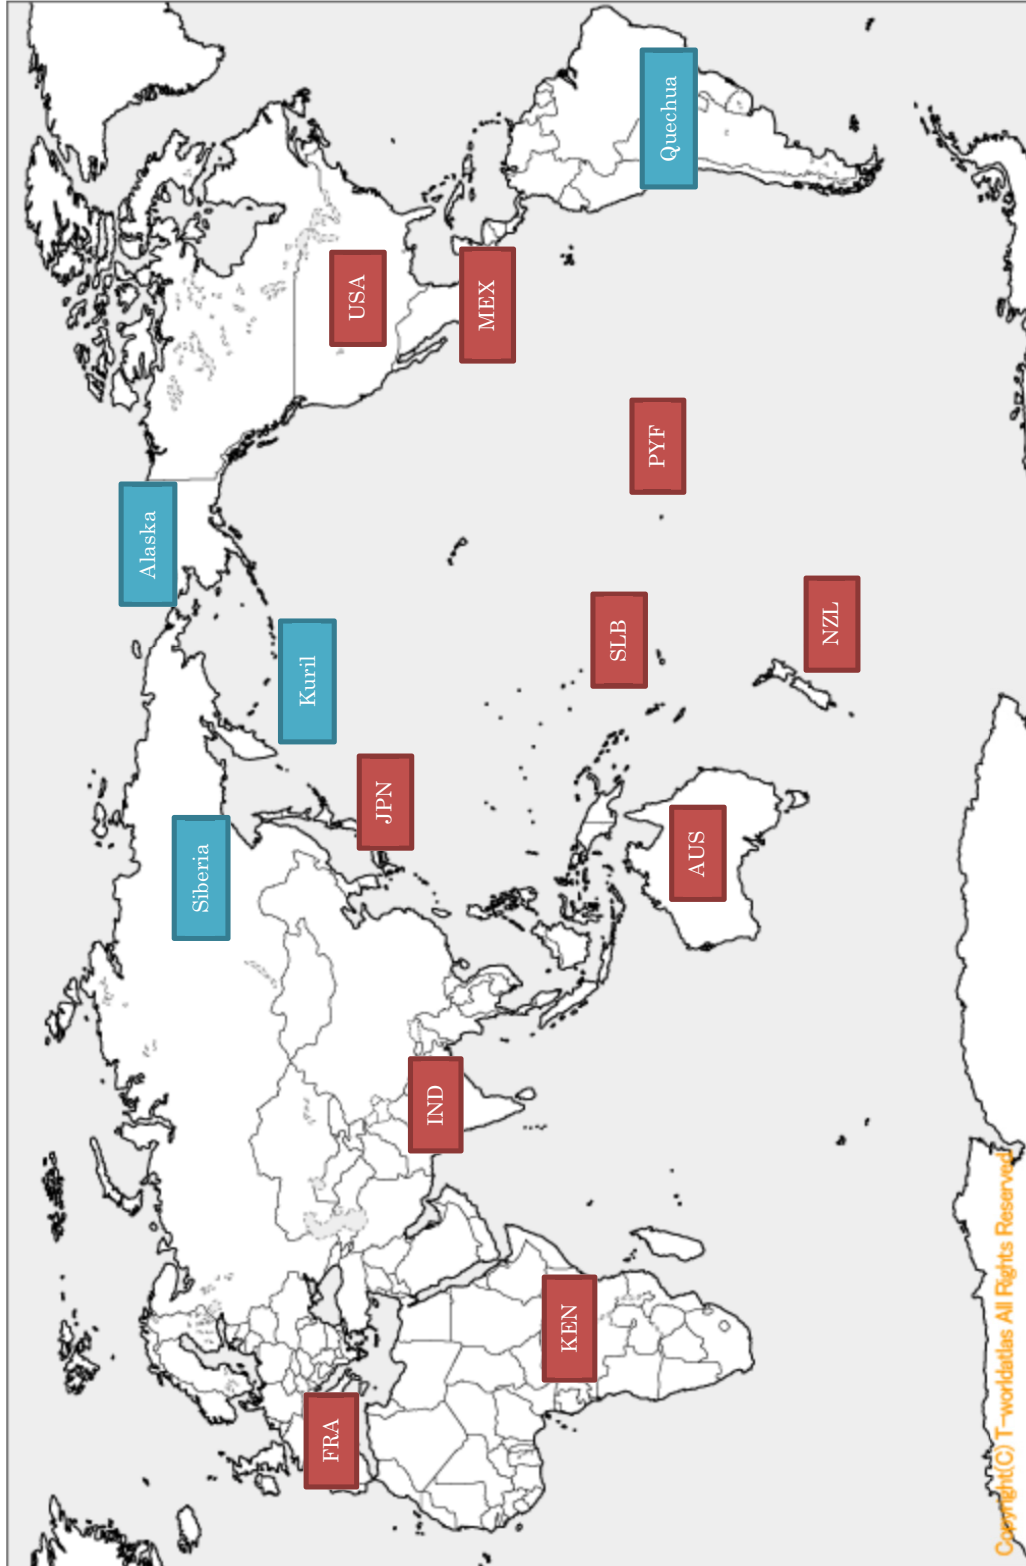 Alaska
Siberia
Kuril
FRA
JPN
USA
IND
MEX
KEN
SLB
PYF
Quechua
AUS
NZL
Copyright(C) T-worldatlas All Rights Reserved